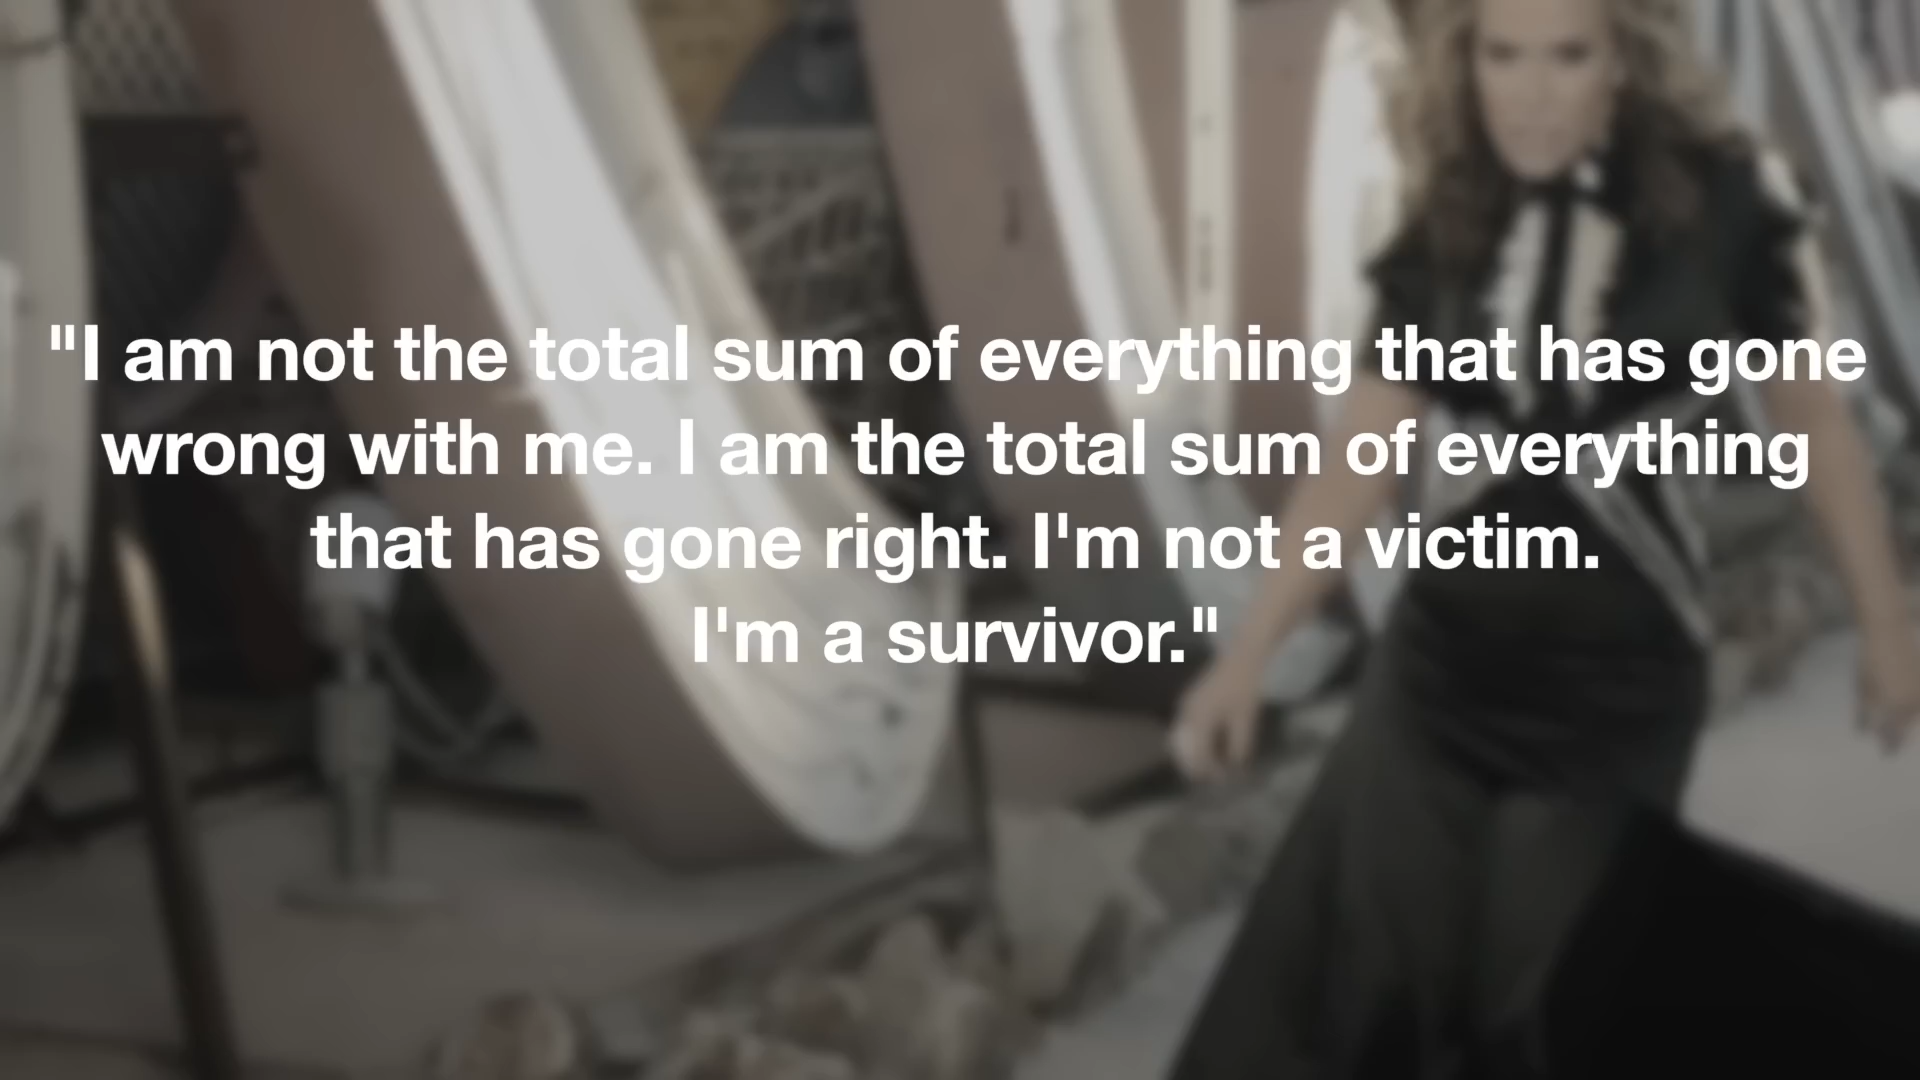 "I am not the total sum of everything that has gone
wrong with me. I am the total sum of everything
that has gone right. I'm not a victim.
I'm a survivor."